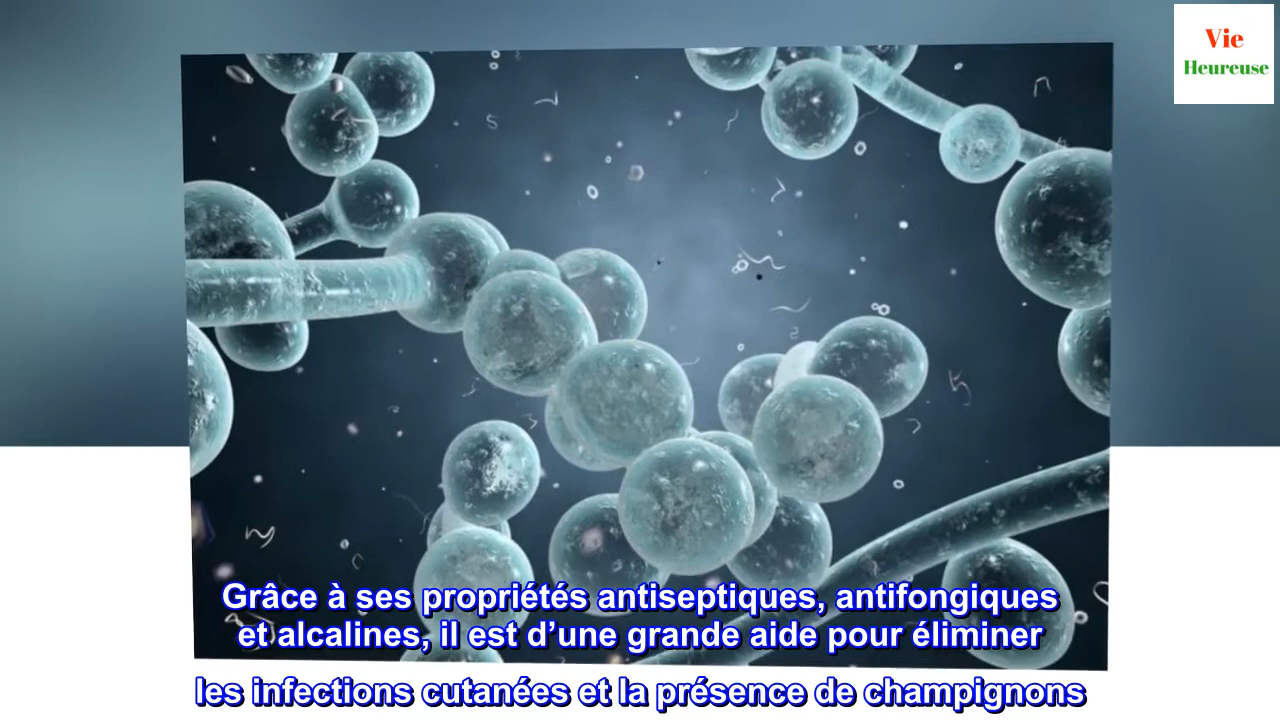 Vie
Heureuse
Grâce à ses propriétés antiseptiques, antifongiques
et alcalines, il est d’une grande aide pour éliminer
les infections cutanées et la présence de champignons